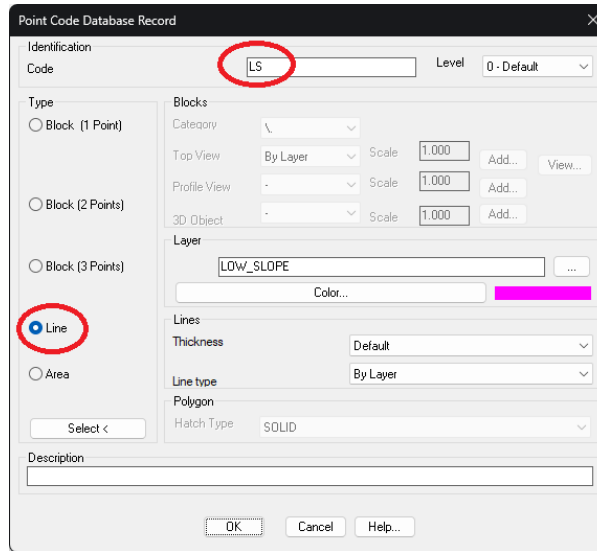 Point Code Database Record
Identification
Code LS Level 0 - Default
Type
Block (1 Point)
Block (2 Points)
Block (3 Points)
Line
Area
Select <
Blocks
Category \.
Top View By Layer Scale 1.000 Add... View...
Profile View - Scale 1.000 Add...
3D Object - Scale 1.000 Add...
Layer
LOW_SLOPE ...
Color...
Lines
Thickness Default
Line type By Layer
Polygon
Hatch Type SOLID
Description
OK Cancel Help...